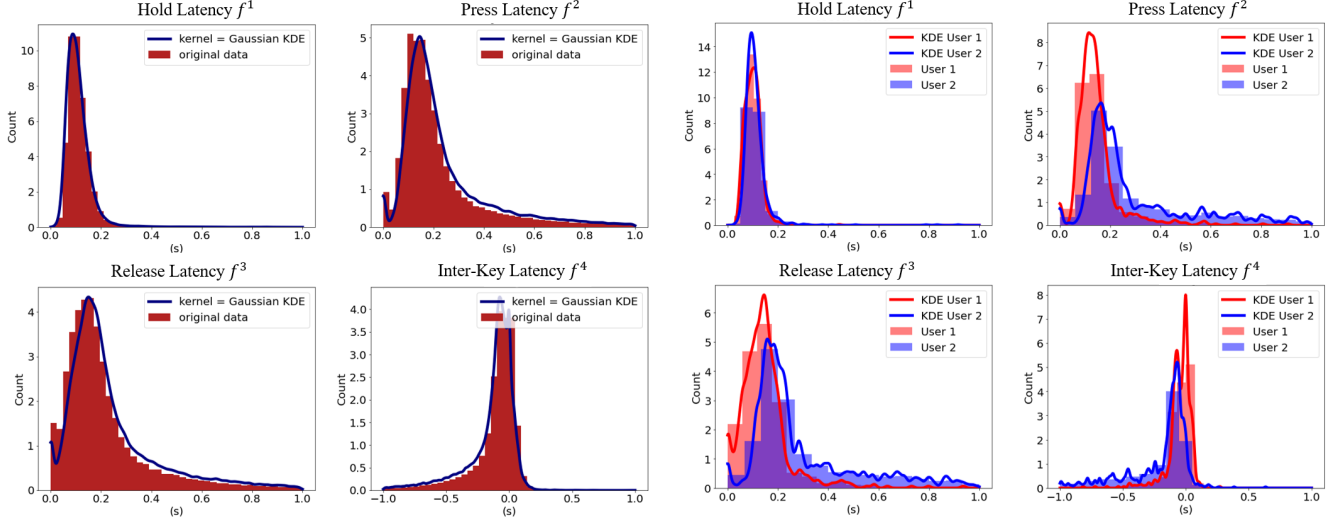 Hold Latency f¹
kernel = Gaussian KDE
original data
Count
10
8
6
4
2
0
0.0 0.2 0.4 0.6 0.8 1.0
(s)
Press Latency f²
kernel = Gaussian KDE
original data
Count
5
4
3
2
1
0
0.0 0.2 0.4 0.6 0.8 1.0
(s)
Hold Latency f¹
KDE User 1
KDE User 2
User 1
User 2
Count
14
12
10
8
6
4
2
0
0.0 0.2 0.4 0.6 0.8 1.0
(s)
Press Latency f²
KDE User 1
KDE User 2
User 1
User 2
Count
8
7
6
5
4
3
2
1
0
0.0 0.2 0.4 0.6 0.8 1.0
(s)
Release Latency f³
kernel = Gaussian KDE
original data
Count
4
3
2
1
0
0.0 0.2 0.4 0.6 0.8 1.0
(s)
Inter-Key Latency f⁴
kernel = Gaussian KDE
original data
Count
4.0
3.5
3.0
2.5
2.0
1.5
1.0
0.5
0.0
−1.0 −0.5 0.0 0.5 1.0
(s)
Release Latency f³
KDE User 1
KDE User 2
User 1
User 2
Count
6
5
4
3
2
1
0
0.0 0.2 0.4 0.6 0.8 1.0
(s)
Inter-Key Latency f⁴
KDE User 1
KDE User 2
User 1
User 2
Count
8
7
6
5
4
3
2
1
0
−1.0 −0.5 0.0 0.5 1.0
(s)